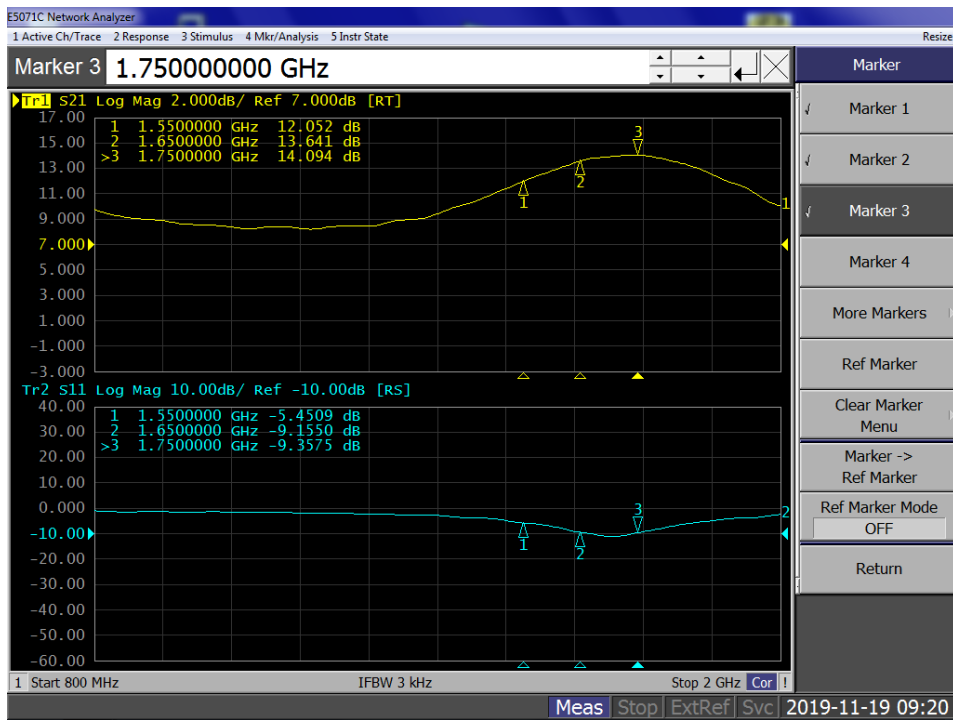 E5071C Network Analyzer
1 Active Ch/Trace 2 Response 3 Stimulus 4 Mkr/Analysis 5 Instr State Resize
Marker 3 1.750000000 GHz
Tr1 S21 Log Mag 2.000dB/ Ref 7.000dB [RT]
17.00
1 1.5500000 GHz 12.052 dB
2 1.6500000 GHz 13.641 dB
>3 1.7500000 GHz 14.094 dB
15.00
13.00
11.00
9.000
7.000
5.000
3.000
1.000
-1.000
-3.000
1
2
3
1
Tr2 S11 Log Mag 10.00dB/ Ref -10.00dB [RS]
40.00
1 1.5500000 GHz -5.4509 dB
2 1.6500000 GHz -9.1550 dB
>3 1.7500000 GHz -9.3575 dB
30.00
20.00
10.00
0.000
-10.00
-20.00
-30.00
-40.00
-50.00
-60.00
1
2
3
2
1 Start 800 MHz IFBW 3 kHz Stop 2 GHz Cor !
Marker
√ Marker 1
√ Marker 2
√ Marker 3
Marker 4
More Markers
Ref Marker
Clear Marker
Menu
Marker ->
Ref Marker
Ref Marker Mode
OFF
Return
Meas Stop ExtRef Svc 2019-11-19 09:20